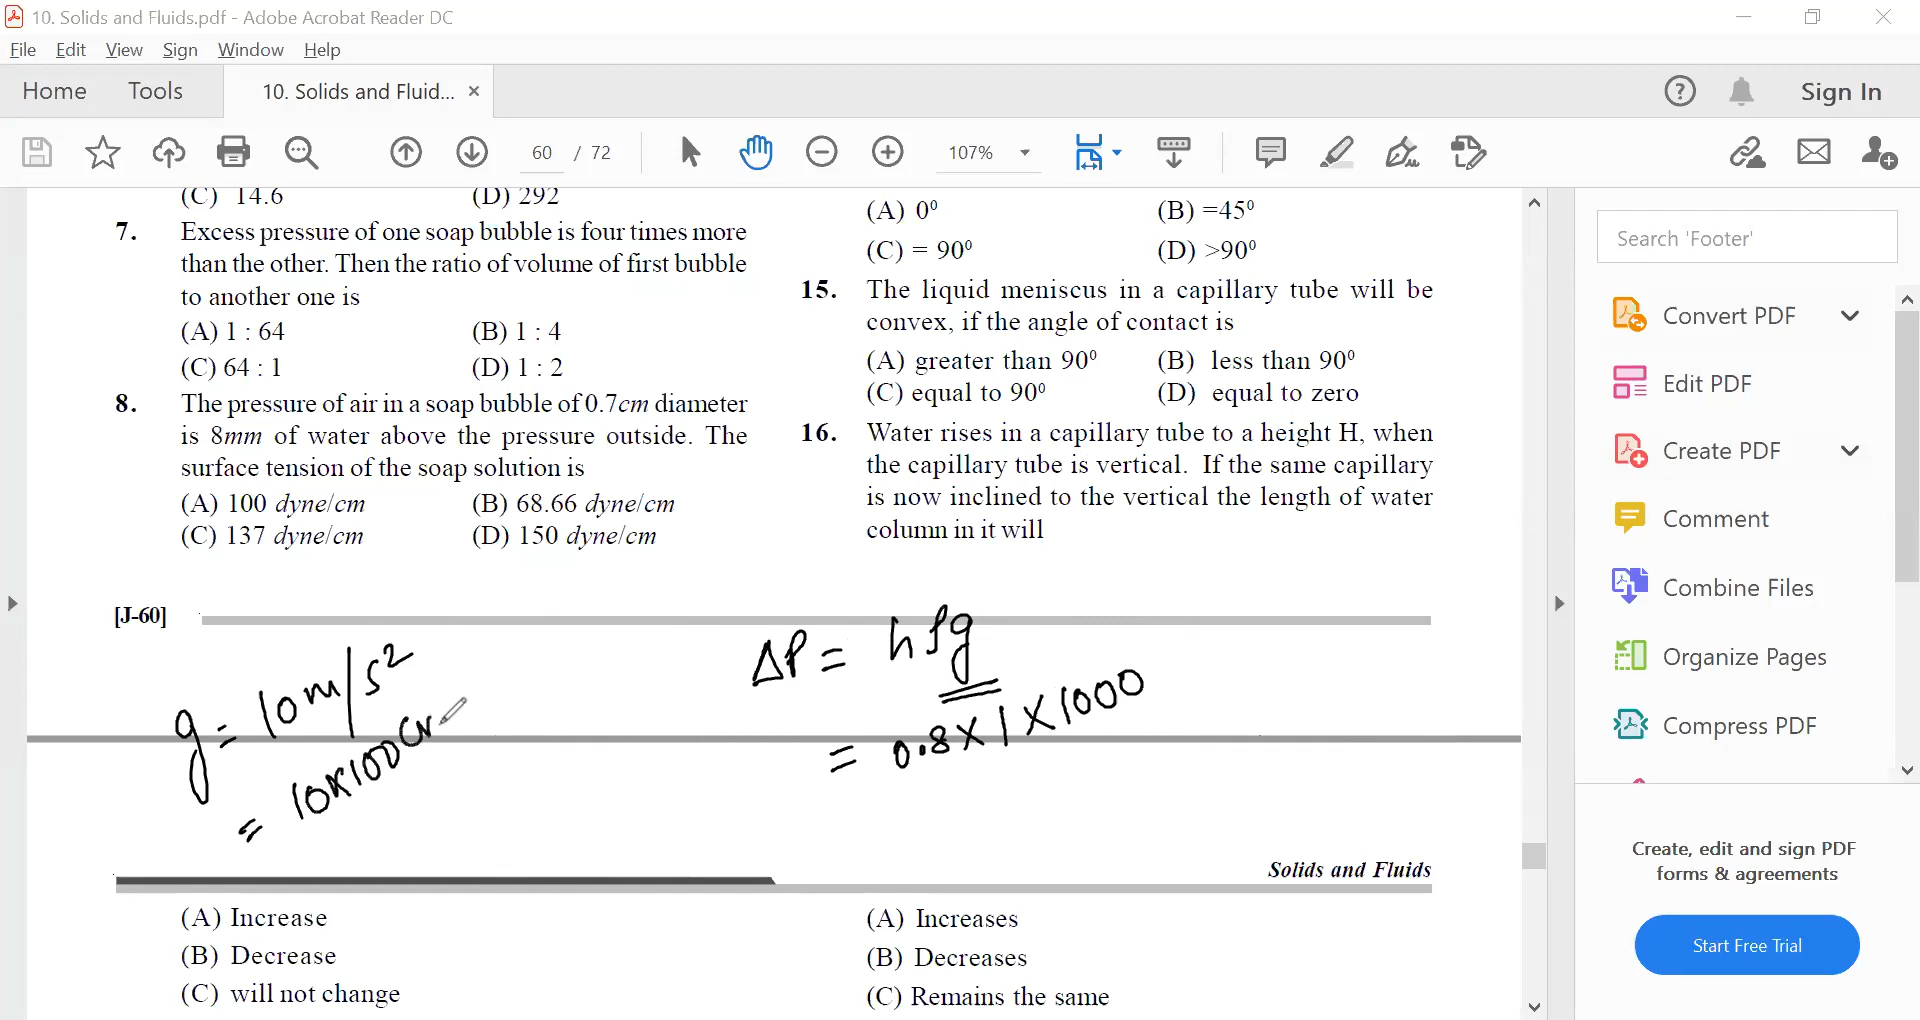 10. Solids and Fluids.pdf - Adobe Acrobat Reader DC
File Edit View Sign Window Help
Home Tools 10. Solids and Fluid... × Sign In
60 / 72 107%
(C) 14.6 (D) 292
7. Excess pressure of one soap bubble is four times more
than the other. Then the ratio of volume of first bubble
to another one is
(A) 1 : 64 (B) 1 : 4
(C) 64 : 1 (D) 1 : 2
8. The pressure of air in a soap bubble of 0.7cm diameter
is 8mm of water above the pressure outside. The
surface tension of the soap solution is
(A) 100 dyne/cm (B) 68.66 dyne/cm
(C) 137 dyne/cm (D) 150 dyne/cm
(A) 0⁰ (B) =45⁰
(C) = 90⁰ (D) >90⁰
15. The liquid meniscus in a capillary tube will be
convex, if the angle of contact is
(A) greater than 90⁰ (B) less than 90⁰
(C) equal to 90⁰ (D) equal to zero
16. Water rises in a capillary tube to a height H, when
the capillary tube is vertical. If the same capillary
is now inclined to the vertical the length of water
column in it will
[J-60]
g = 10m/s²
= 10×100 cm
ΔP = hρg
= 0.8×1×1000
Solids and Fluids
(A) Increase
(B) Decrease
(C) will not change
(A) Increases
(B) Decreases
(C) Remains the same
Search 'Footer'
Convert PDF
Edit PDF
Create PDF
Comment
Combine Files
Organize Pages
Compress PDF
Create, edit and sign PDF
forms & agreements
Start Free Trial